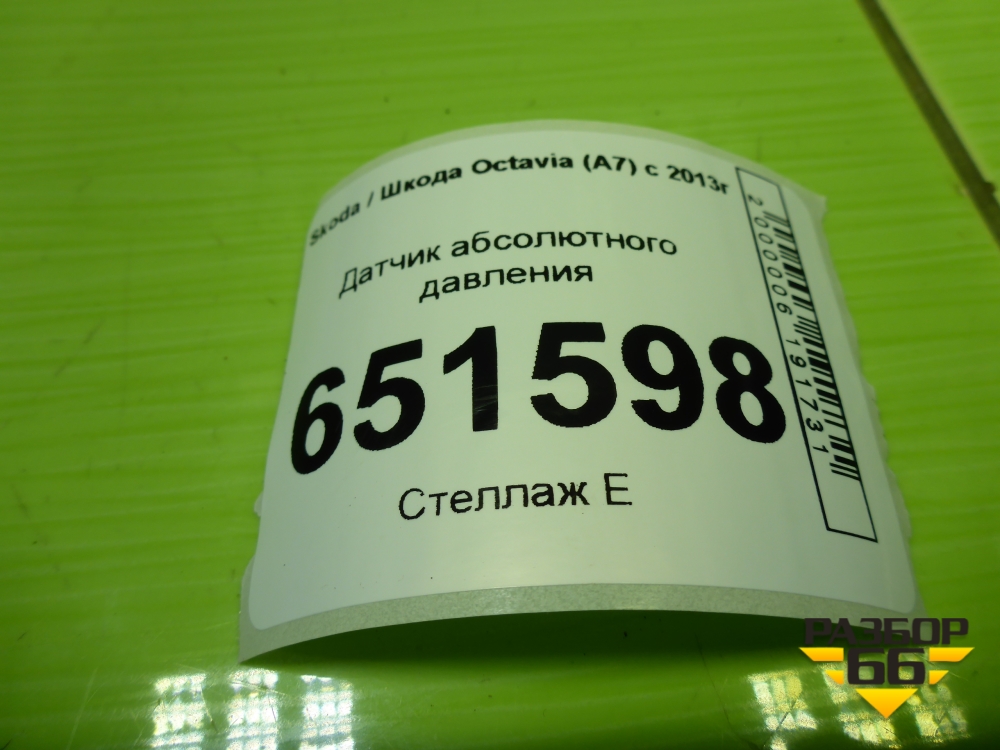 Skoda / Шкода Octavia (A7) с 2013г
Датчик абсолютного
давления
651598
Стеллаж Е
2000006191731
РАЗБОР
66